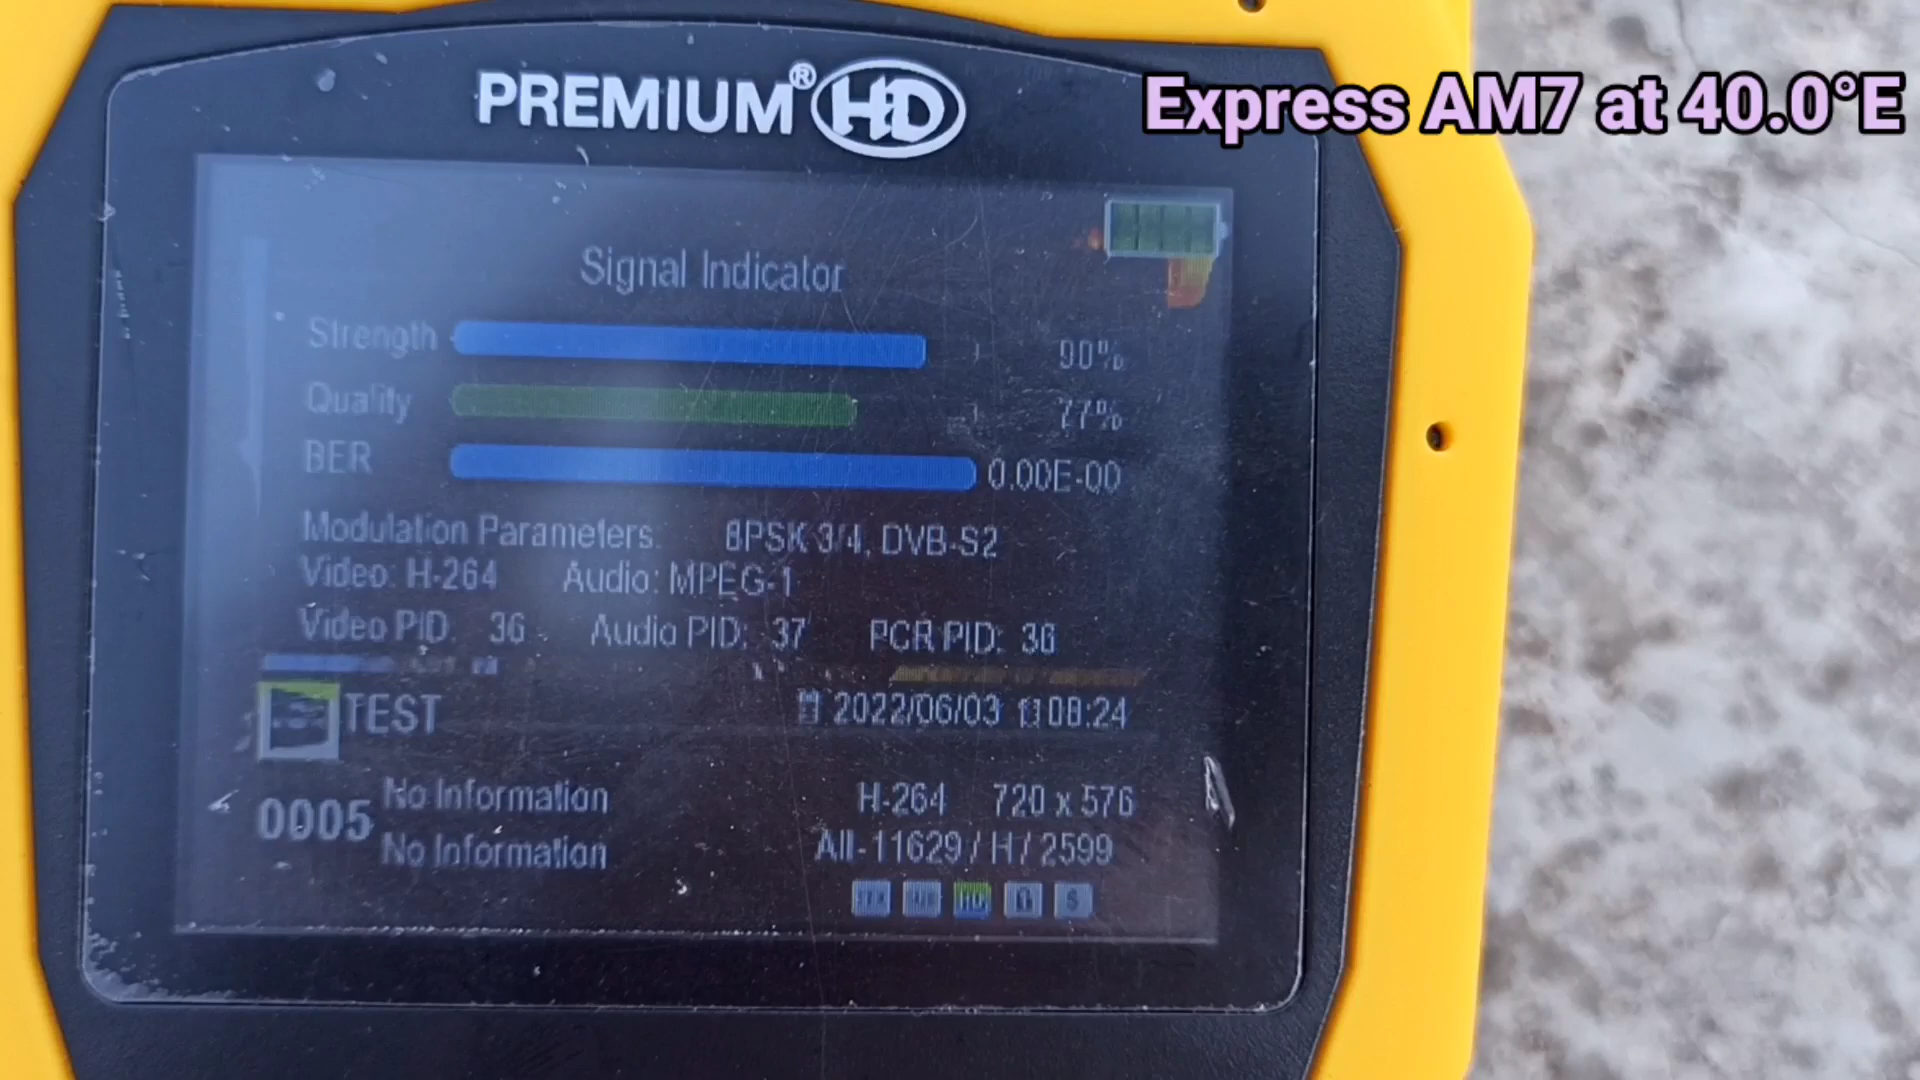 PREMIUM® HD
Express AM7 at 40.0°E
Signal Indicator
Strength 90%
Quality 77%
BER 0.00E-00
Modulation Parameters: 8PSK 3/4, DVB-S2
Video: H-264 Audio: MPEG-1
Video PID: 36 Audio PID: 37 PCR PID: 36
TEST 2022/06/03 08:24
0005 No Information H-264 720 x 576
No Information All-11629 / H / 2599
HD S